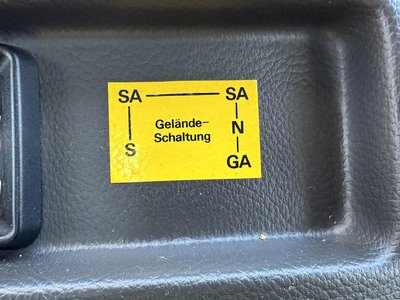 SA SA
Gelände-
Schaltung
N
S
GA